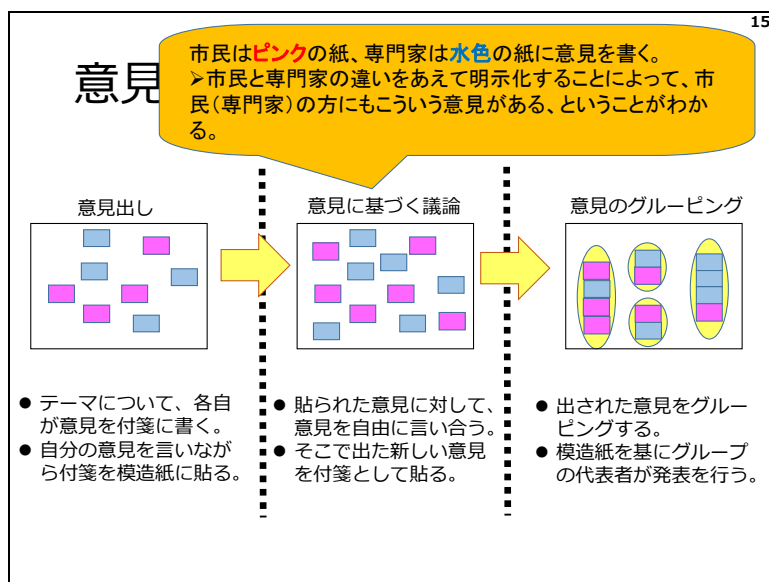 15
市民はピンクの紙、専門家は水色の紙に意見を書く。
➢市民と専門家の違いをあえて明示化することによって、市
民(専門家)の方にもこういう意見がある、ということがわか
る。
意見
意見出し
意見に基づく議論
意見のグルーピング
● テーマについて、各自
が意見を付箋に書く。
● 自分の意見を言いなが
ら付箋を模造紙に貼る。
● 貼られた意見に対して、
意見を自由に言い合う。
● そこで出た新しい意見
を付箋として貼る。
● 出された意見をグルー
ピングする。
● 模造紙を基にグループ
の代表者が発表を行う。